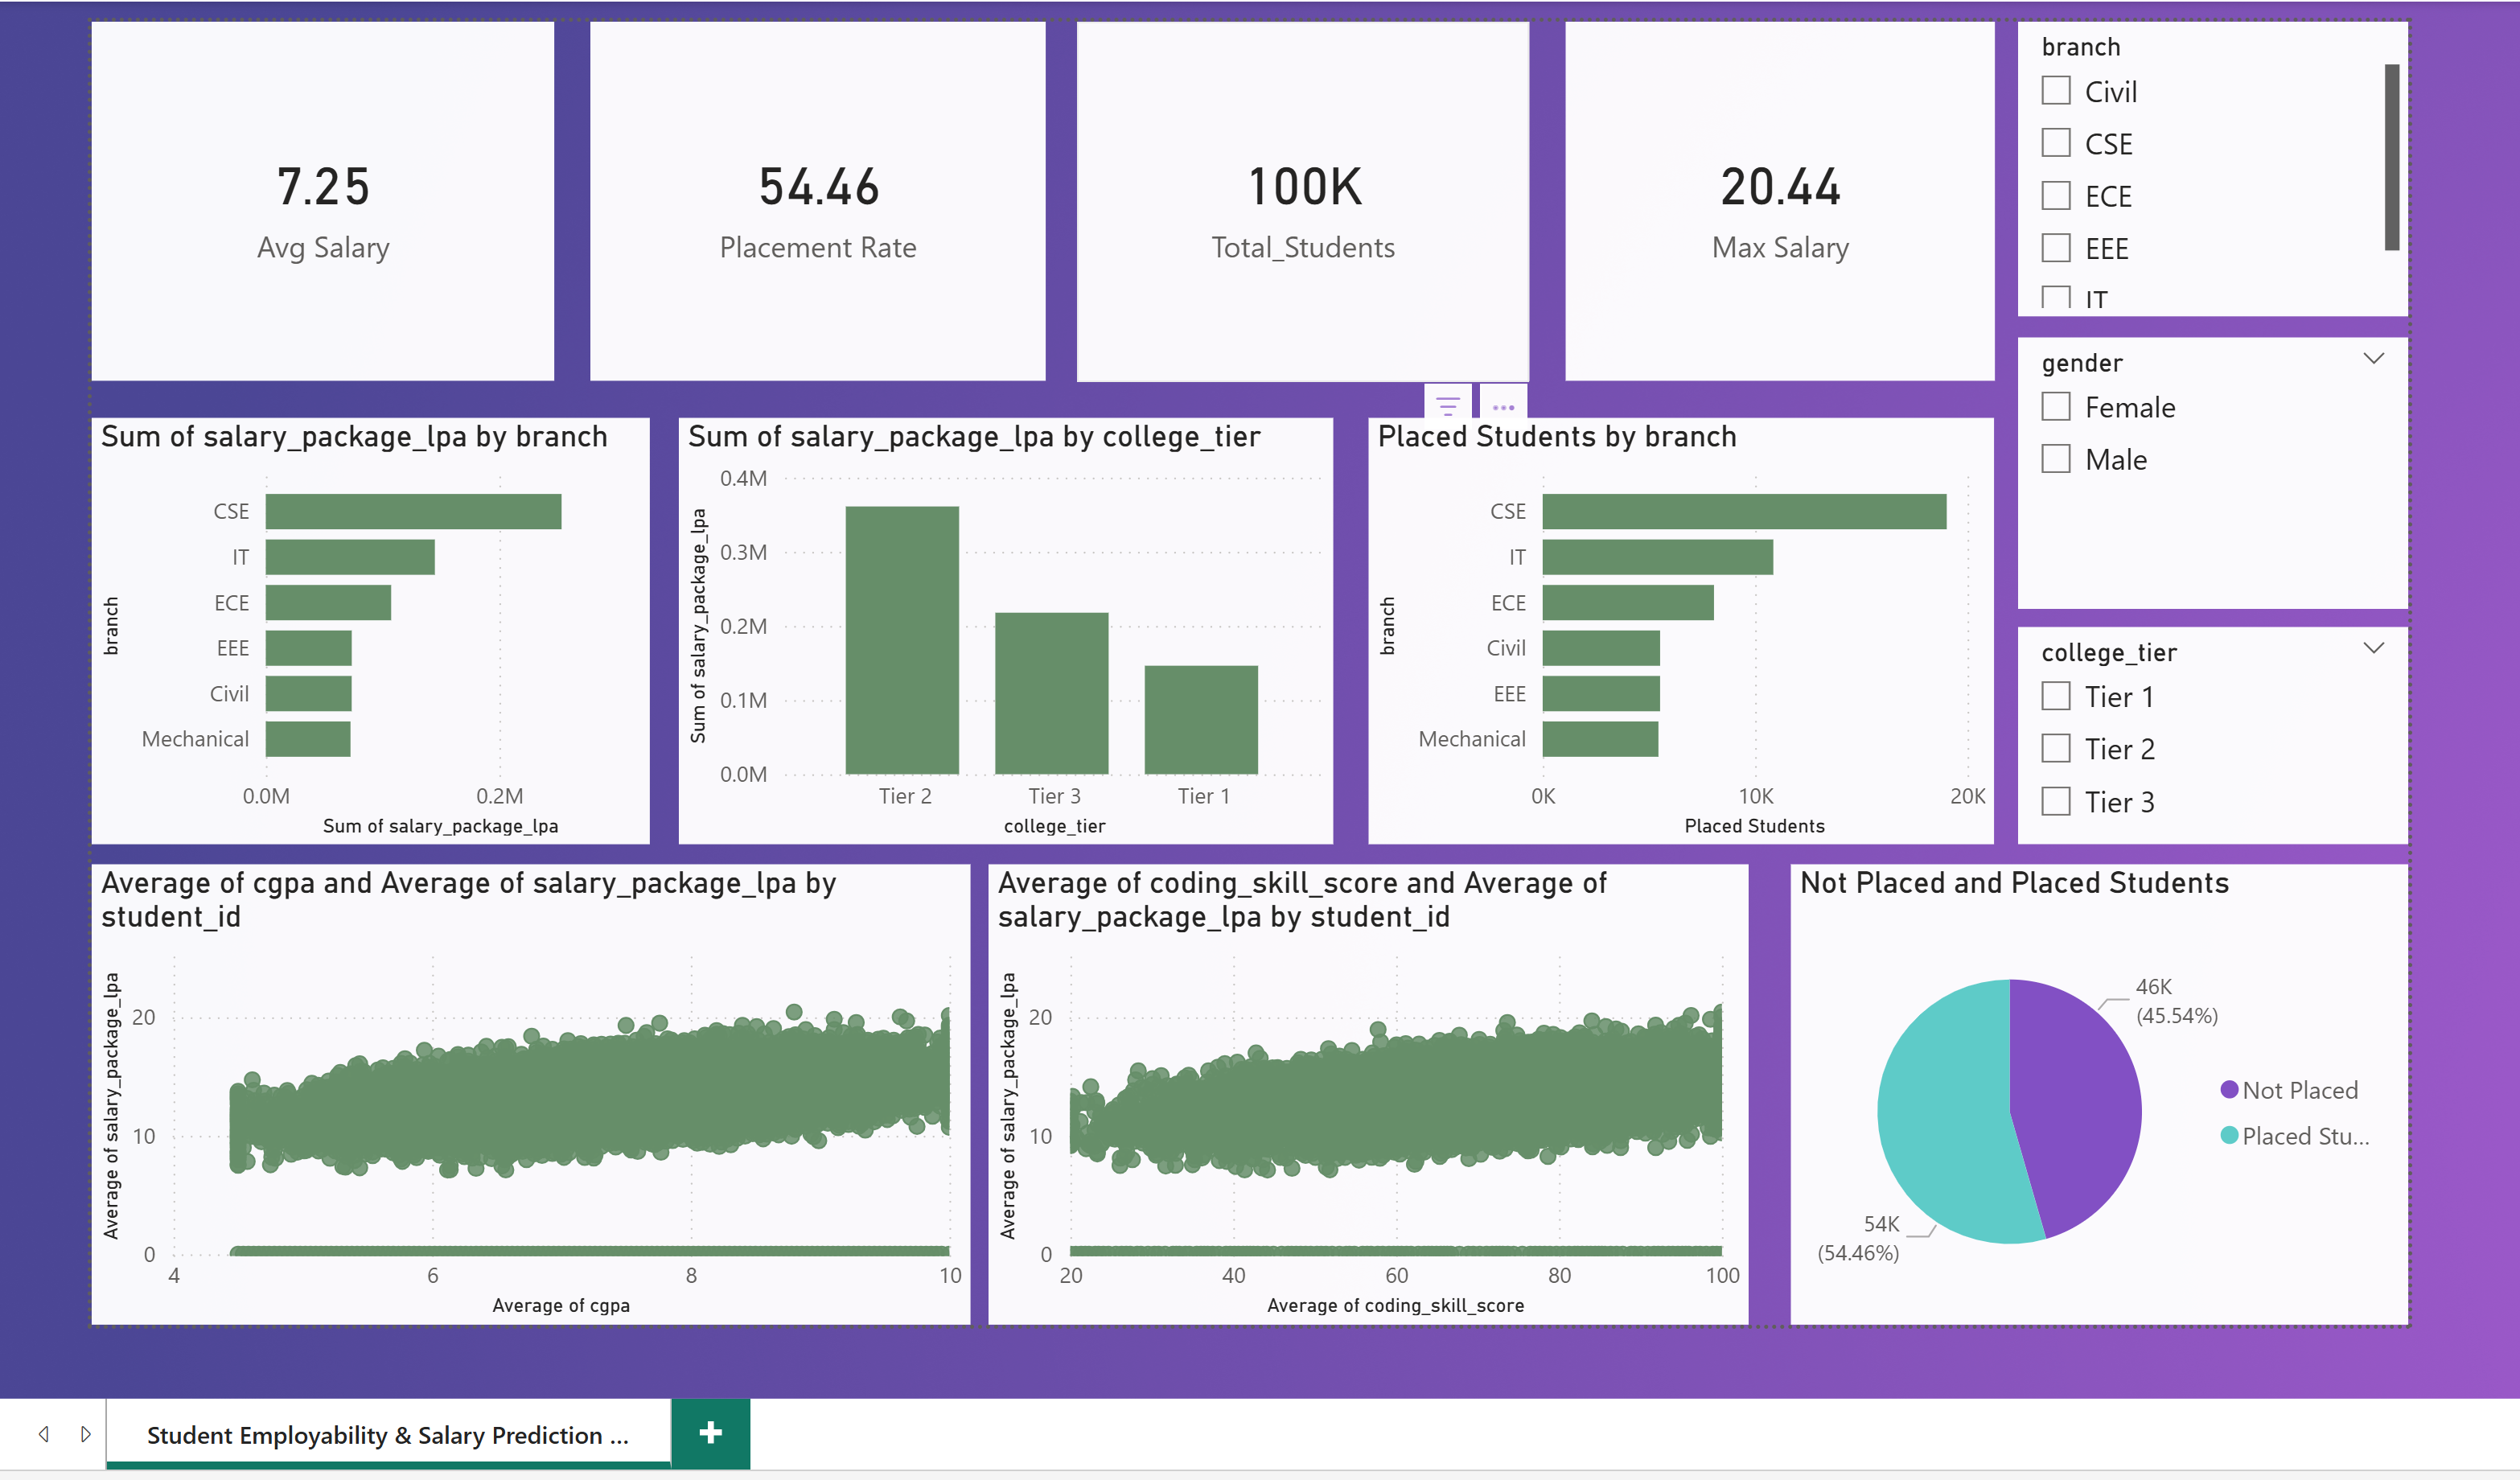 7.25
Avg Salary
54.46
Placement Rate
100K
Total_Students
20.44
Max Salary
branch
Civil
CSE
ECE
EEE
IT
gender
Female
Male
college_tier
Tier 1
Tier 2
Tier 3
Sum of salary_package_lpa by branch
branch
CSE
IT
ECE
EEE
Civil
Mechanical
0.0M
0.2M
Sum of salary_package_lpa
Sum of salary_package_lpa by college_tier
Sum of salary_package_lpa
0.4M
0.3M
0.2M
0.1M
0.0M
Tier 2
Tier 3
Tier 1
college_tier
Placed Students by branch
branch
CSE
IT
ECE
Civil
EEE
Mechanical
0K
10K
20K
Placed Students
Average of cgpa and Average of salary_package_lpa by
student_id
Average of salary_package_lpa
20
10
0
4
6
8
10
Average of cgpa
Average of coding_skill_score and Average of
salary_package_lpa by student_id
Average of salary_package_lpa
20
10
0
20
40
60
80
100
Average of coding_skill_score
Not Placed and Placed Students
46K
(45.54%)
54K
(54.46%)
Not Placed
Placed Stu...
Student Employability & Salary Prediction ...